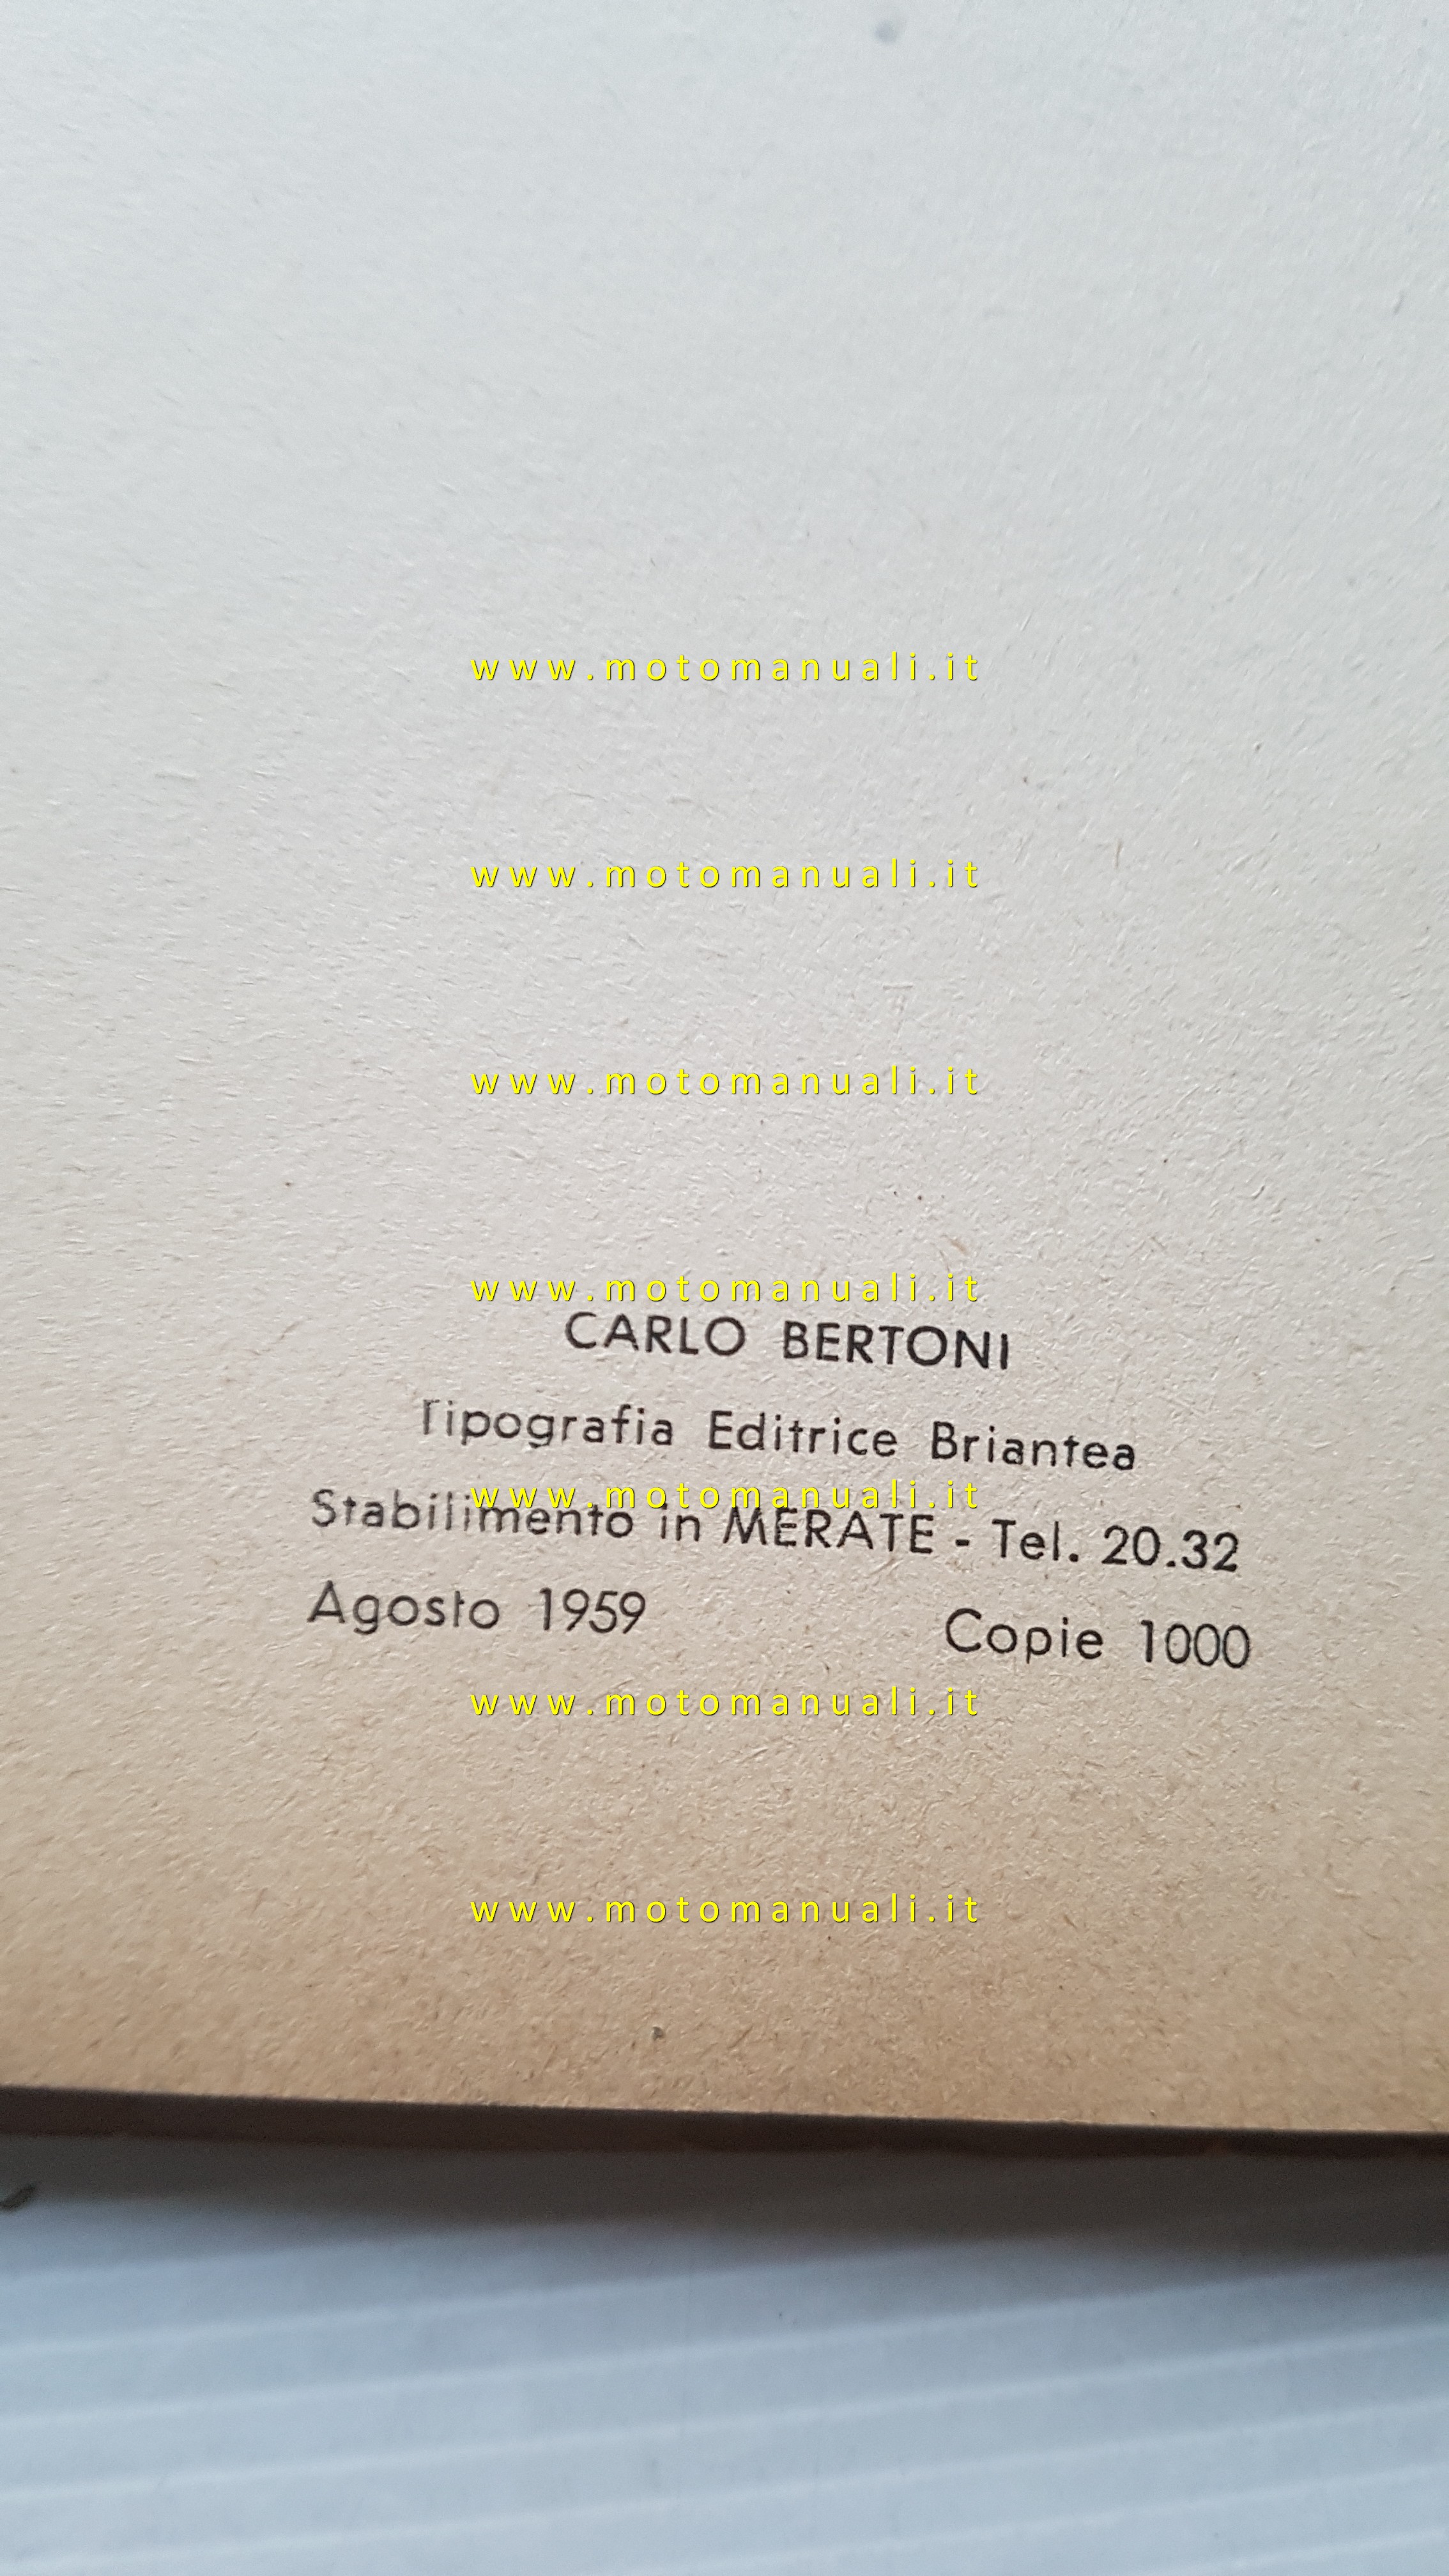 www.motomanuali.it
www.motomanuali.it
www.motomanuali.it
www.motomanuali.it
CARLO BERTONI
Tipografia Editrice Briantea
www.motomanuali.it
Stabilimento in MERATE - Tel. 20.32
Agosto 1959 Copie 1000
www.motomanuali.it
www.motomanuali.it